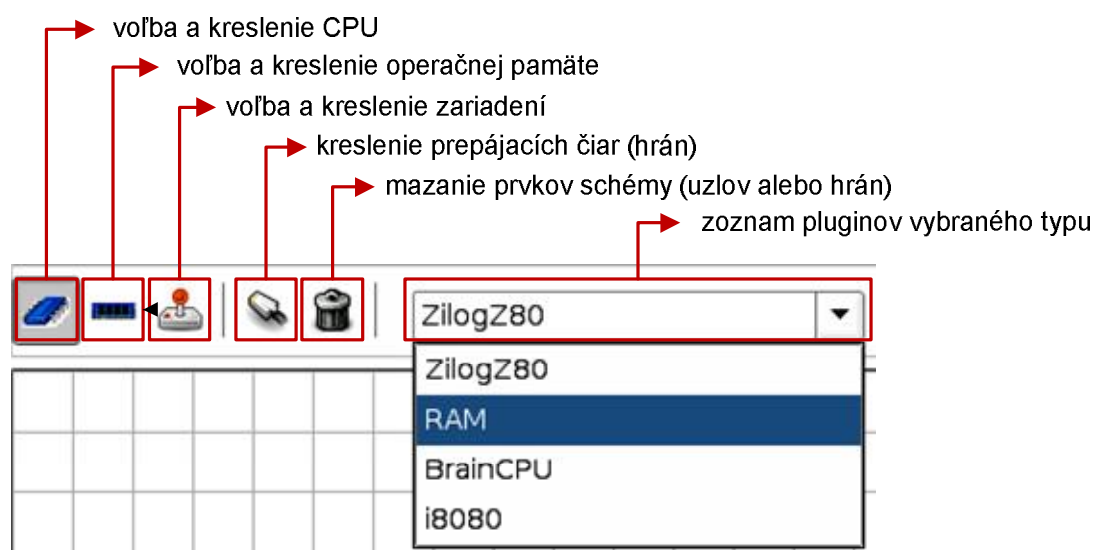 voľba a kreslenie CPU
voľba a kreslenie operačnej pamäte
voľba a kreslenie zariadení
kreslenie prepájacích čiar (hrán)
mazanie prvkov schémy (uzlov alebo hrán)
zoznam pluginov vybraného typu
ZilogZ80
ZilogZ80
RAM
BrainCPU
i8080